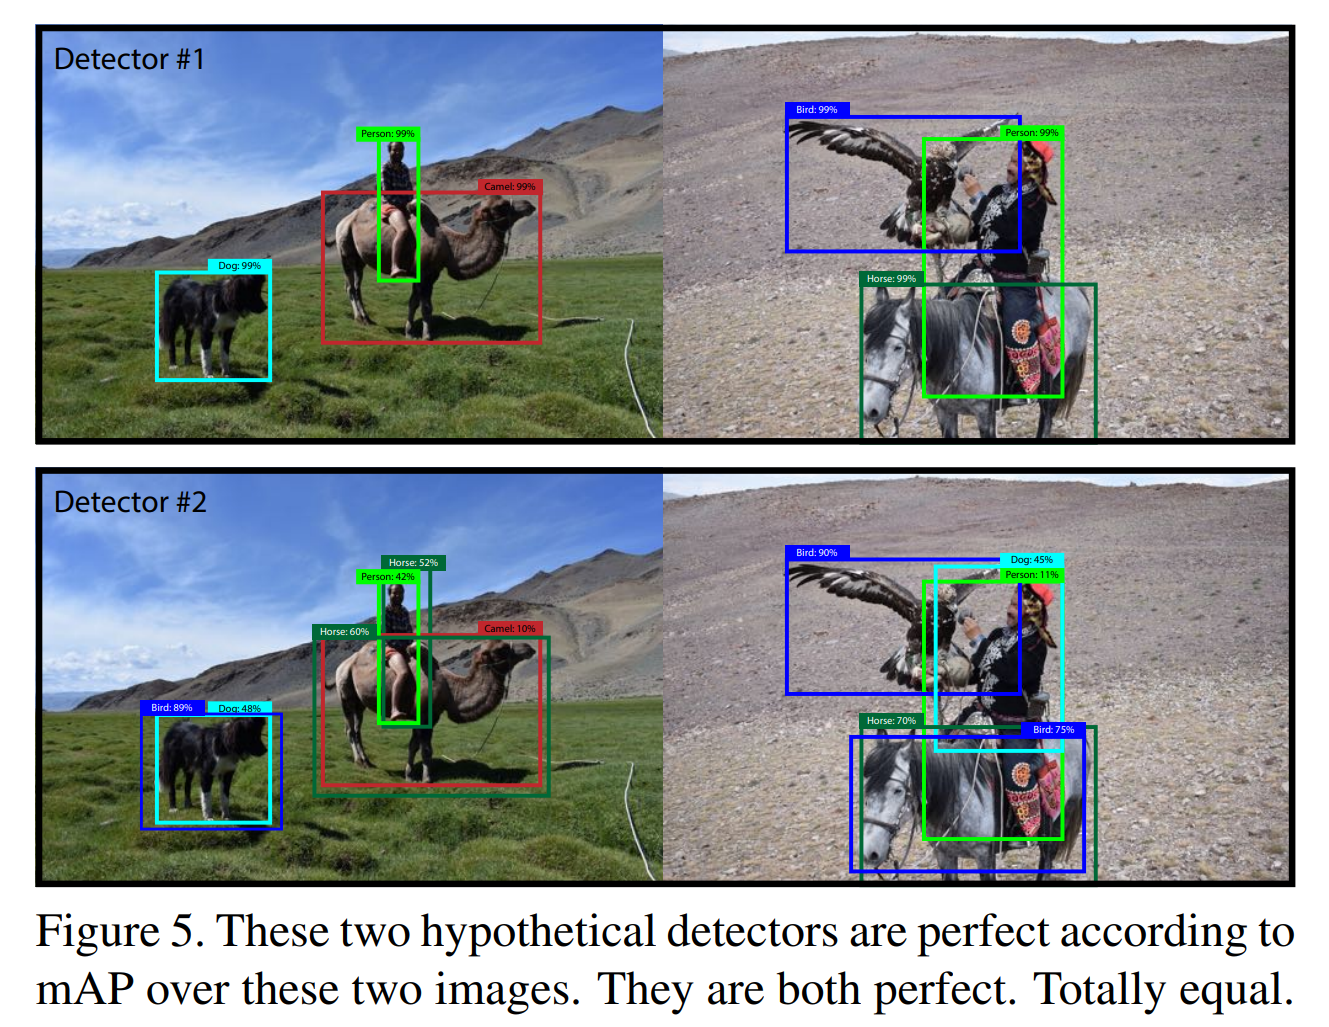 Detector #1
Person: 99%
Camel: 99%
Dog: 99%
Bird: 99%
Person: 99%
Horse: 99%
Detector #2
Horse: 52%
Person: 42%
Horse: 60%
Camel: 10%
Bird: 89%
Dog: 48%
Bird: 90%
Dog: 45%
Person: 11%
Horse: 70%
Bird: 75%
Figure 5. These two hypothetical detectors are perfect according to
mAP over these two images. They are both perfect. Totally equal.